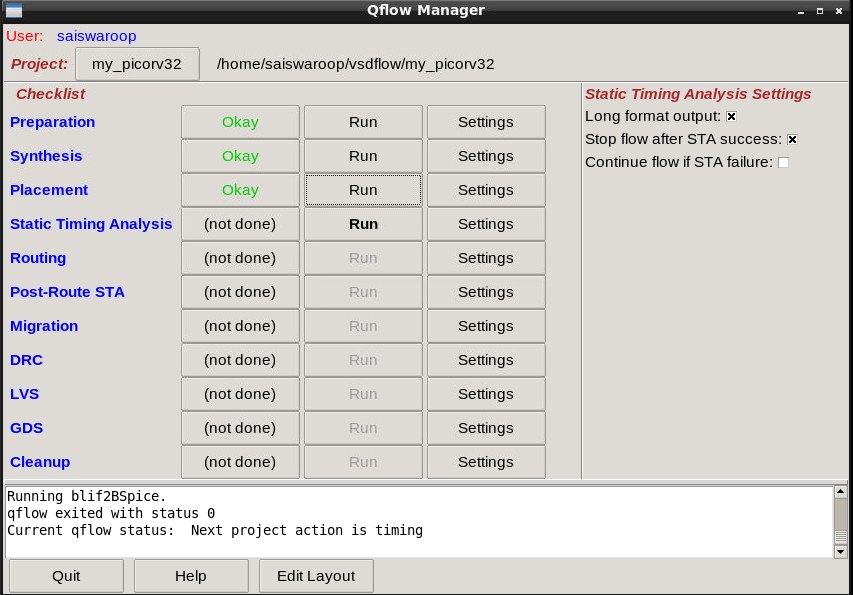 Qflow Manager
User: saiswaroop
Project: my_picorv32 /home/saiswaroop/vsdflow/my_picorv32
Checklist
Preparation Okay Run Settings
Synthesis Okay Run Settings
Placement Okay Run Settings
Static Timing Analysis (not done) Run Settings
Routing (not done) Run Settings
Post-Route STA (not done) Run Settings
Migration (not done) Run Settings
DRC (not done) Run Settings
LVS (not done) Run Settings
GDS (not done) Run Settings
Cleanup (not done) Run Settings
Static Timing Analysis Settings
Long format output:
Stop flow after STA success:
Continue flow if STA failure:
Running blif2BSpice.
qflow exited with status 0
Current qflow status:  Next project action is timing
Quit Help Edit Layout